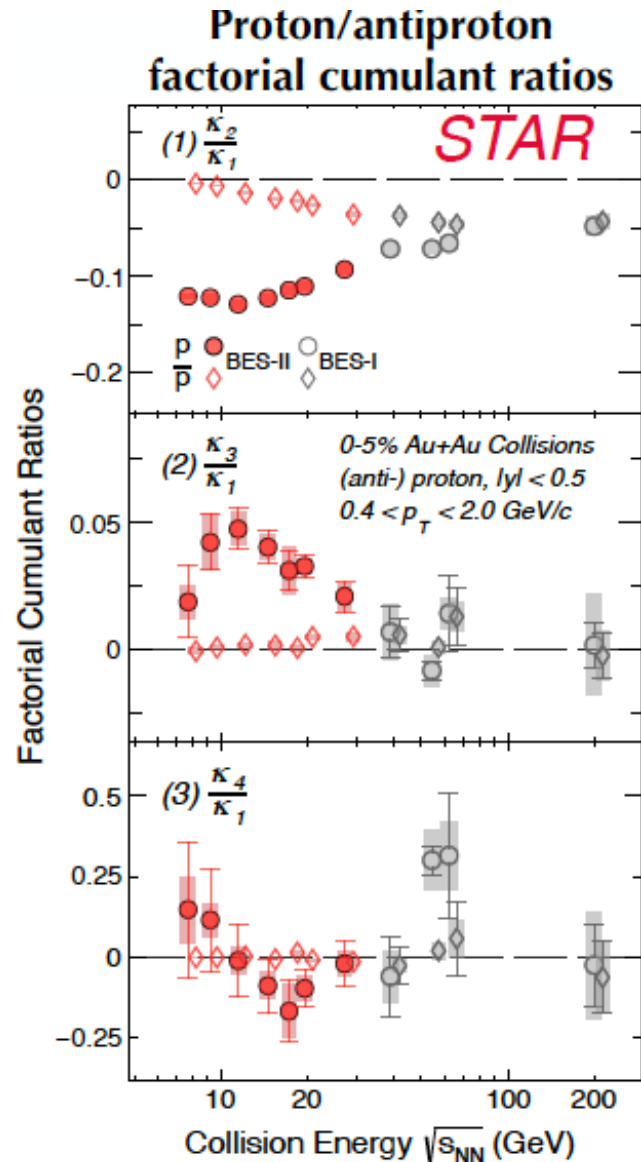 Proton/antiproton
factorial cumulant ratios
(1) κ2/κ1
STAR
0
−0.1
−0.2
p BES-II BES-I
p̅
Factorial Cumulant Ratios
(2) κ3/κ1
0-5% Au+Au Collisions
(anti-) proton, |y| < 0.5
0.4 < pT < 2.0 GeV/c
0.05
0
(3) κ4/κ1
0.5
0.25
0
−0.25
10 20 100 200
Collision Energy √sNN (GeV)